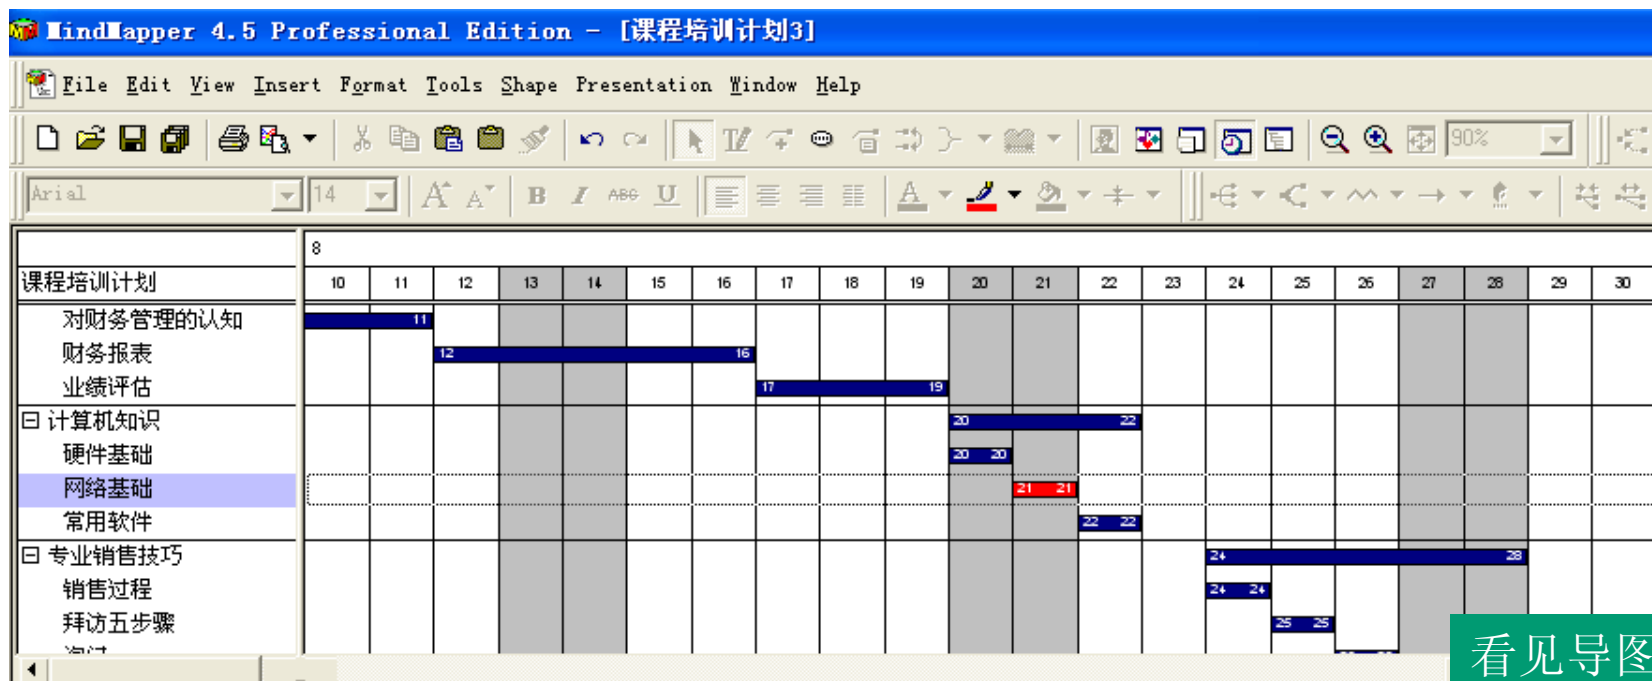 MindMapper 4.5 Professional Edition - [课程培训计划3]
File Edit View Insert Format Tools Shape Presentation Window Help
90%
Arial 14 A A B I ABC U A
8
课程培训计划 10 11 12 13 14 15 16 17 18 19 20 21 22 23 24 25 26 27 28 29 30
对财务管理的认知 11
财务报表 12 16
业绩评估 17 19
计算机知识 20 22
硬件基础 20 20
网络基础 21 21
常用软件 22 22
专业销售技巧 24 28
销售过程 24 24
拜访五步骤 25 25
看见导图